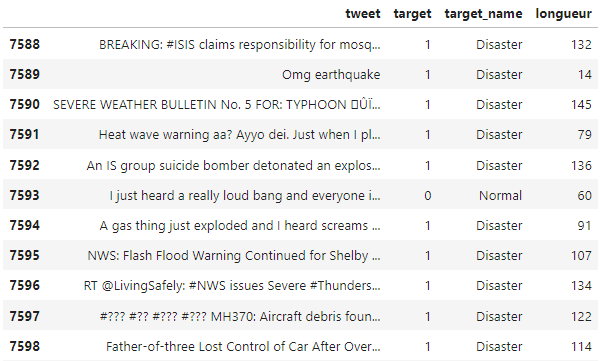 tweet target target_name longueur
7588 BREAKING: #ISIS claims responsibility for mosq... 1 Disaster 132
7589 Omg earthquake 1 Disaster 14
7590 SEVERE WEATHER BULLETIN No. 5 FOR: TYPHOON ÛÏ... 1 Disaster 145
7591 Heat wave warning aa? Ayyo dei. Just when I pl... 1 Disaster 79
7592 An IS group suicide bomber detonated an explos... 1 Disaster 136
7593 I just heard a really loud bang and everyone i... 0 Normal 60
7594 A gas thing just exploded and I heard screams ... 1 Disaster 91
7595 NWS: Flash Flood Warning Continued for Shelby ... 1 Disaster 107
7596 RT @LivingSafely: #NWS issues Severe #Thunders... 1 Disaster 134
7597 #??? #?? #??? #??? MH370: Aircraft debris foun... 1 Disaster 122
7598 Father-of-three Lost Control of Car After Over... 1 Disaster 114